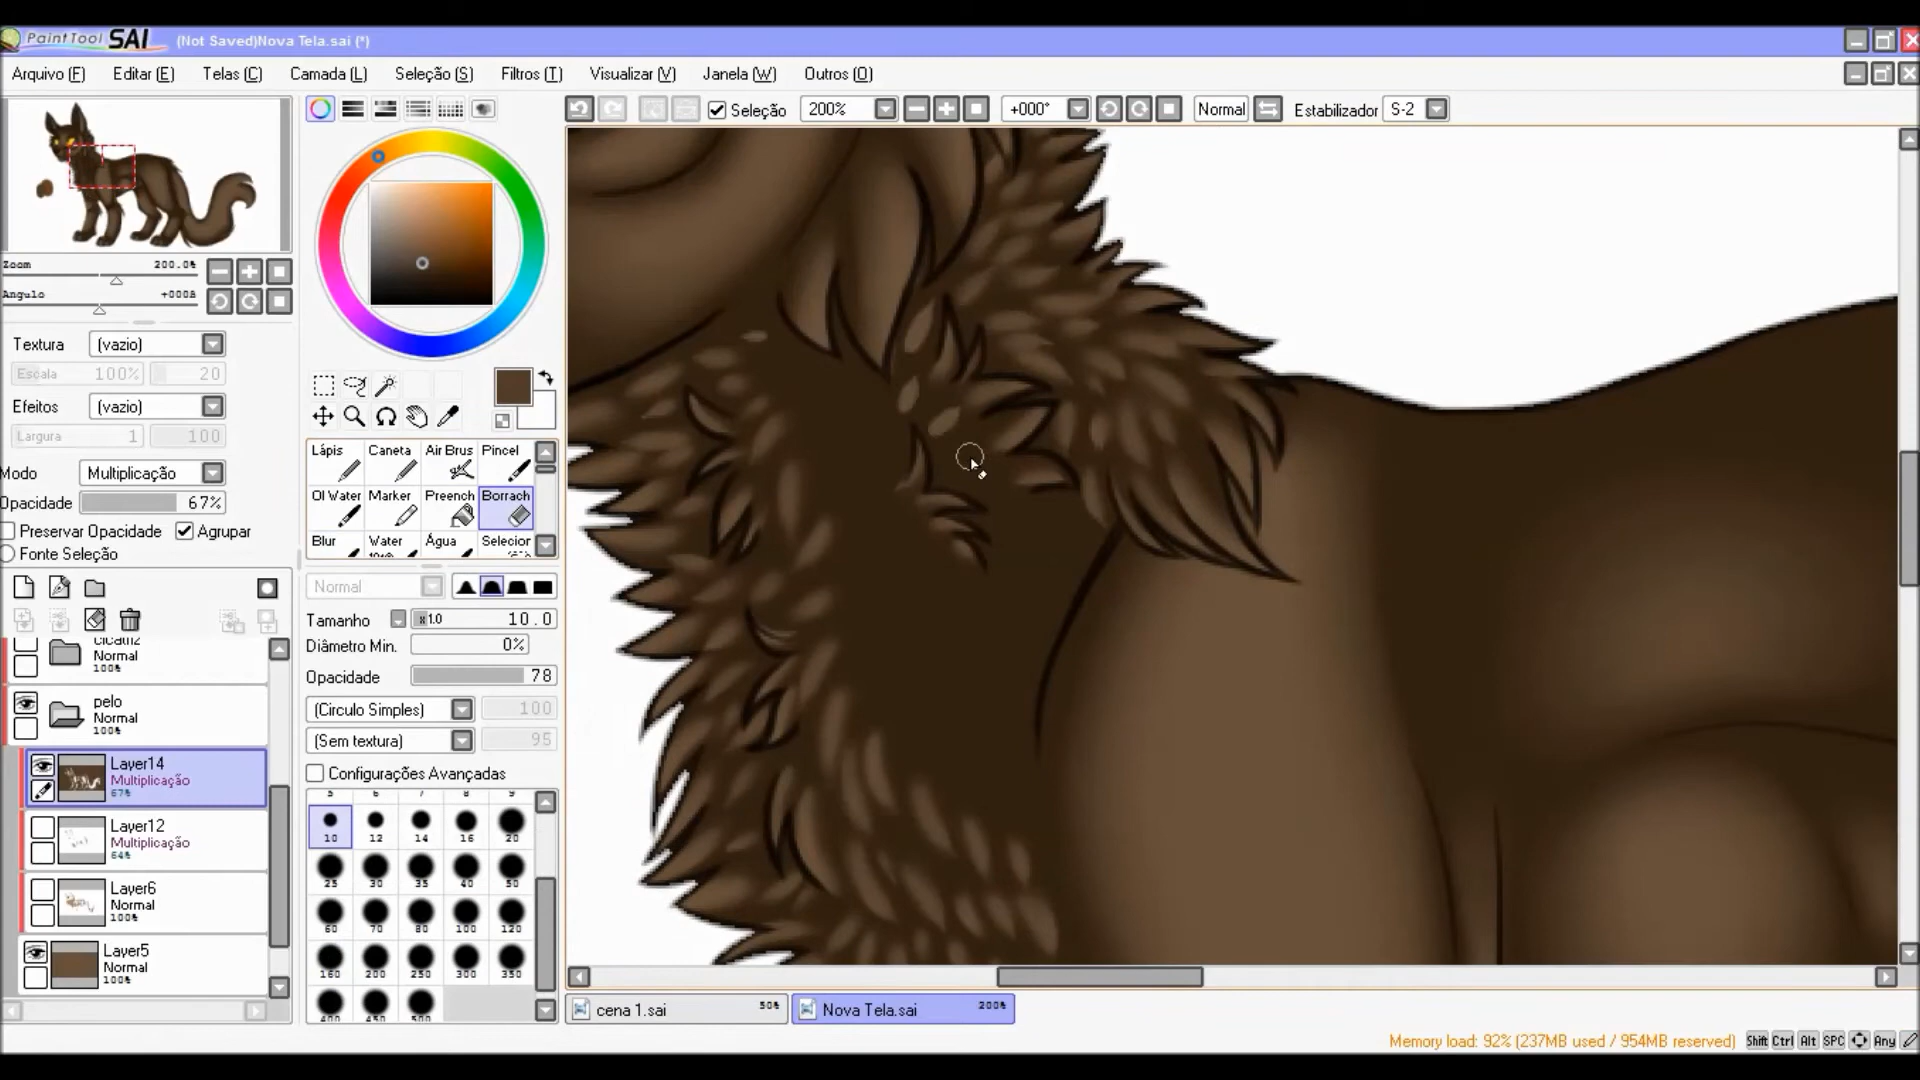 PaintTool SAI (Not Saved)Nova Tela.sai (*)
Arquivo (F) Editar (E) Telas (C) Camada (L) Seleção (S) Filtros (T) Visualizar (V) Janela (W) Outros (O)
Seleção 200% +000° Normal Estabilizador S-2
Zoom 200.0%
Angulo +000Â
Textura (vazio)
Escala 100% 20
Efeitos (vazio)
Largura 1 100
Modo Multiplicação
Opacidade 67%
Preservar Opacidade Agrupar
Fonte Seleção
cicatriz
Normal
100%
pelo
Normal
100%
Layer14
Multiplicação
67%
Layer12
Multiplicação
64%
Layer6
Normal
100%
Layer5
Normal
100%
Lápis Caneta Air Brus Pincel
Ol Water Marker Preench Borrach
Blur Water Água Selecior
Normal
Tamanho x1.0 10.0
Diâmetro Min. 0%
Opacidade 78
(Circulo Simples) 100
(Sem textura) 95
Configurações Avançadas
5 6 7 8 9
10 12 14 16 20
25 30 35 40 50
60 70 80 100 120
160 200 250 300 350
400 450 500
cena 1.sai 50% Nova Tela.sai 200%
Memory load: 92% (237MB used / 954MB reserved) Shift Ctrl Alt SPC Any